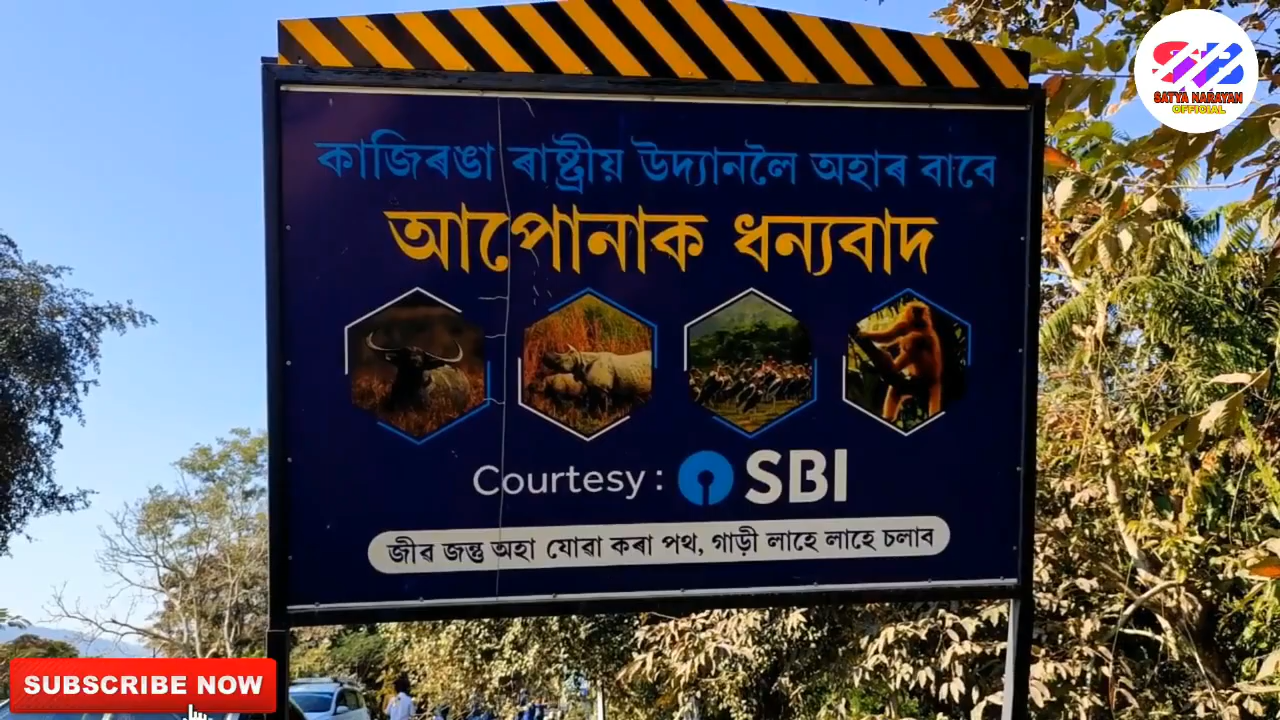 SB
SATYA NARAYAN
OFFICIAL
কাজিৰঙা ৰাষ্ট্ৰীয় উদ্যানলৈ অহাৰ বাবে
আপোনাক ধন্যবাদ
Courtesy : SBI
জীৱ জন্তু অহা যোৱা কৰা পথ, গাড়ী লাহে লাহে চলাব
SUBSCRIBE NOW